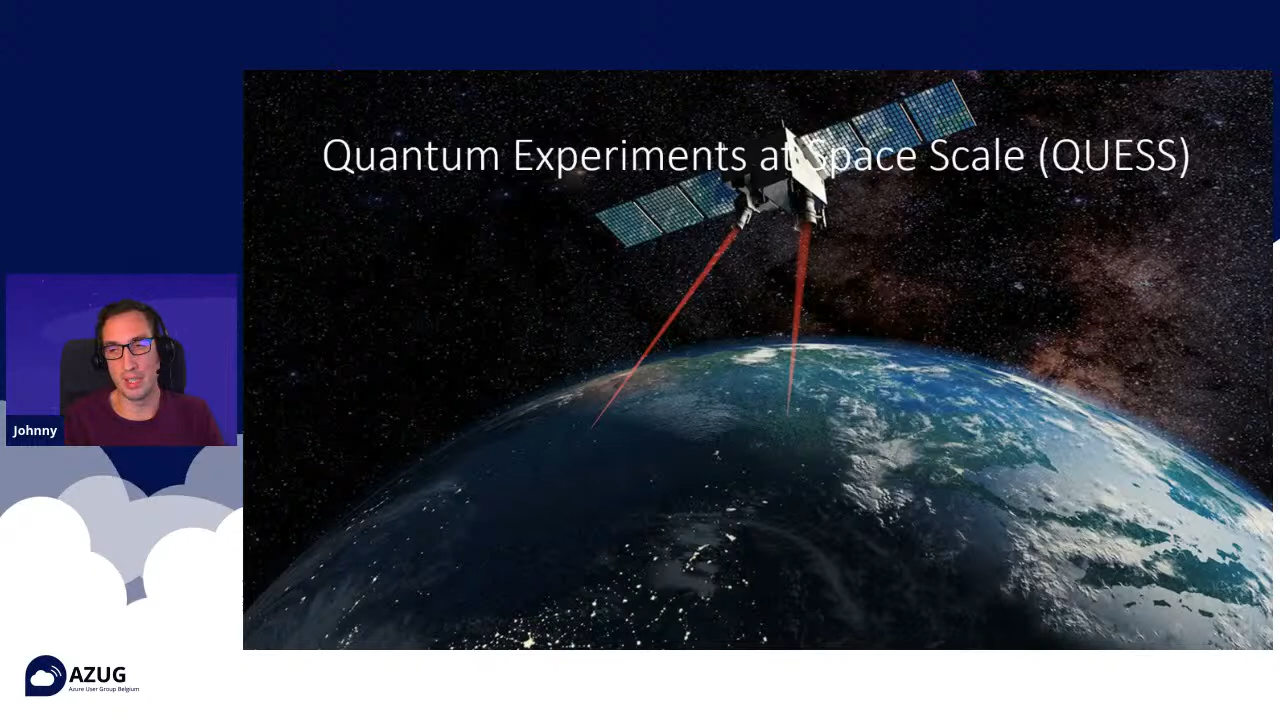 Quantum Experiments at Space Scale (QUESS)
Johnny
AZUG
Azure User Group Belgium